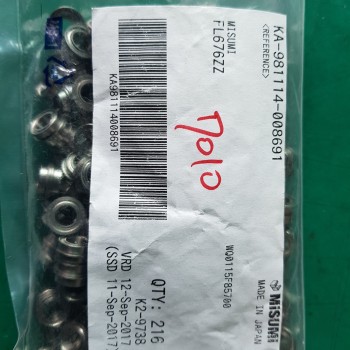 KA-981114-008691
<REFERENCE>
MISUMI
FL676ZZ
KA981114008691
7010
WQ0115F85700
MISUMI
MADE IN JAPAN
QTY: 216
K2-9738
VRD 12-Sep-2017
(SSD 11-Sep-2017)